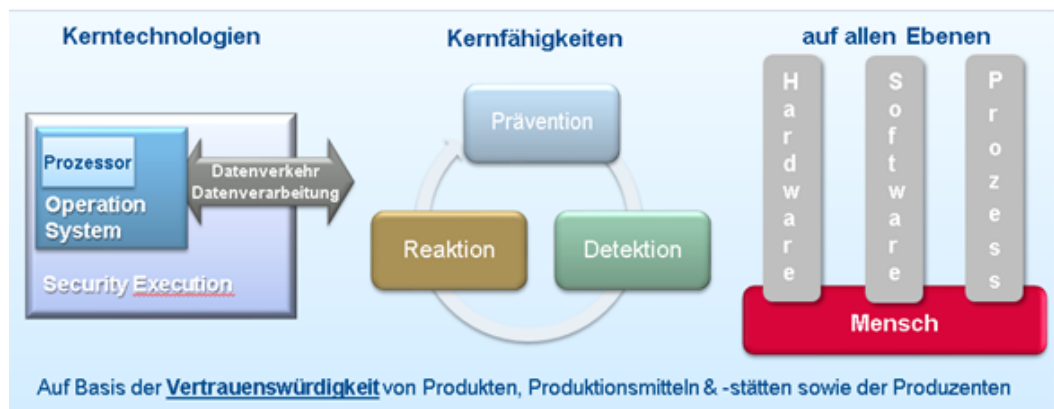 Kerntechnologien
Kernfähigkeiten
auf allen Ebenen
Prozessor
Operation
System
Security Execution
Datenverkehr
Datenverarbeitung
Prävention
Reaktion
Detektion
Hardware
Software
Prozess
Mensch
Auf Basis der Vertrauenswürdigkeit von Produkten, Produktionsmitteln & -stätten sowie der Produzenten